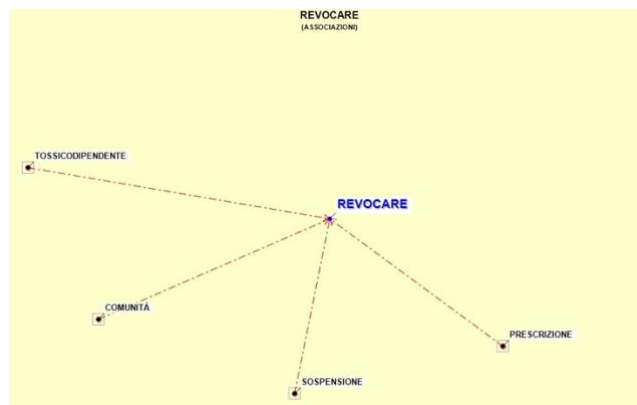 REVOCARE
(ASSOCIAZIONI)
TOSSICODIPENDENTE
REVOCARE
COMUNITÀ
PRESCRIZIONE
SOSPENSIONE